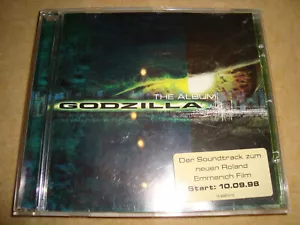 THE ALBUM
GODZILLA
Der Soundtrack zum
neuen Roland
Emmerich Film
Start: 10.09.98